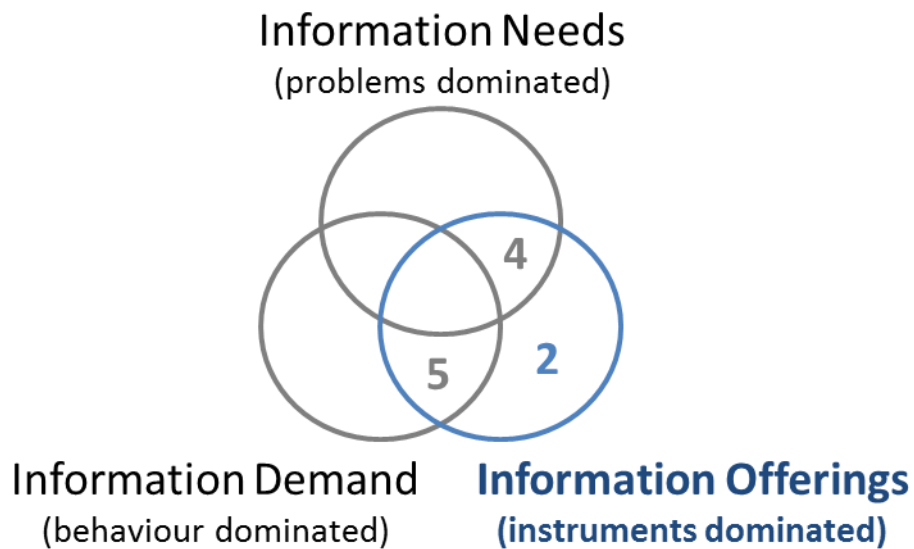 Information Needs
(problems dominated)
4
5
2
Information Demand
(behaviour dominated)
Information Offerings
(instruments dominated)